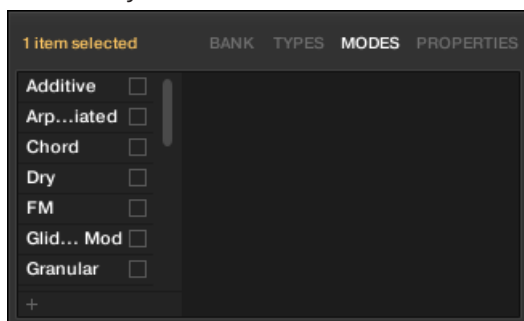 1 item selected BANK TYPES MODES PROPERTIES
Additive
Arp...iated
Chord
Dry
FM
Glid... Mod
Granular
+